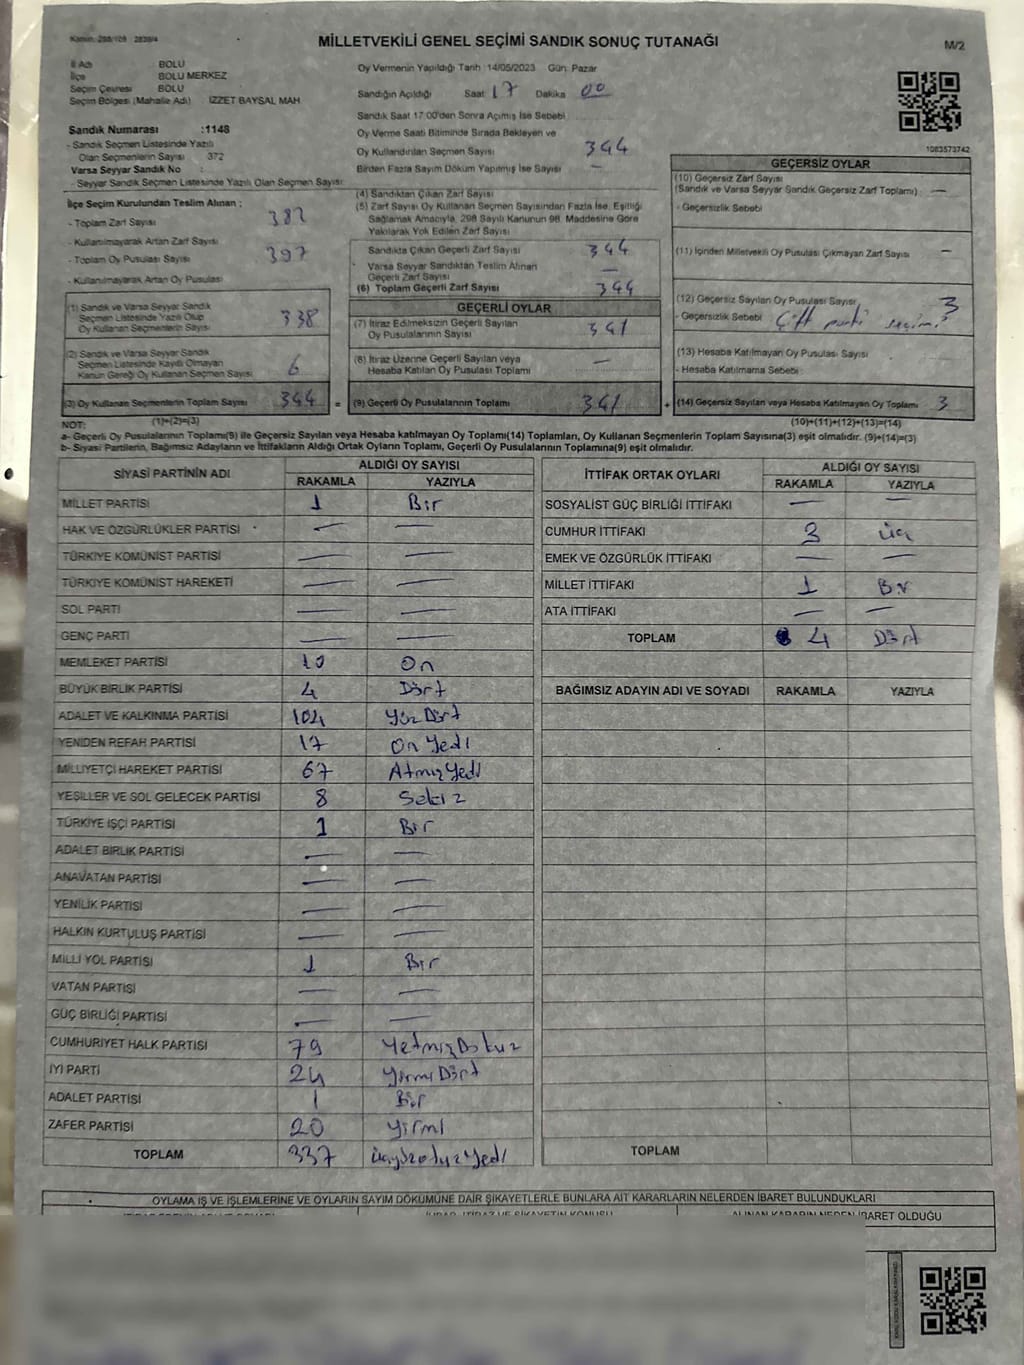 Kanun: 298/108 2839/4
MİLLETVEKİLİ GENEL SEÇİMİ SANDIK SONUÇ TUTANAĞI
M/2
İl Adı : BOLU
İlçe : BOLU MERKEZ
Seçim Çevresi : BOLU
Seçim Bölgesi (Mahalle Adı) : İZZET BAYSAL MAH
Sandık Numarası :1148
- Sandık Seçmen Listesinde Yazılı
Olan Seçmenlerin Sayısı : 372
Varsa Seyyar Sandık No :
- Seyyar Sandık Seçmen Listesinde Yazılı Olan Seçmen Sayısı:
Oy Vermenin Yapıldığı Tarih :14/05/2023 Gün: Pazar
Sandığın Açıldığı Saat 17 Dakika 00
Sandık Saat 17:00'den Sonra Açımış İse Sebebi :
Oy Verme Saati Bitiminde Sırada Bekleyen ve
Oy Kullandırılan Seçmen Sayısı 344
Birden Fazla Sayım Döküm Yapılmış İse Sayısı : —
1083573742
İlçe Seçim Kurulundan Teslim Alınan :
- Toplam Zarf Sayısı 382
- Kullanılmayarak Artan Zarf Sayısı
- Toplam Oy Pusulası Sayısı 397
- Kullanılmayarak Artan Oy Pusulası
(4) Sandıktan Çıkan Zarf Sayısı
(5) Zarf Sayısı Oy Kullanan Seçmen Sayısından Fazla İse, Eşitliği
Sağlamak Amacıyla, 298 Sayılı Kanunun 98. Maddesine Göre
Yakılarak Yok Edilen Zarf Sayısı
Sandıkta Çıkan Geçerli Zarf Sayısı 344
Varsa Seyyar Sandıktan Teslim Alınan
Geçerli Zarf Sayısı —
(6) Toplam Geçerli Zarf Sayısı 344
GEÇERSİZ OYLAR
(10) Geçersiz Zarf Sayısı
(Sandık ve Varsa Seyyar Sandık Geçersiz Zarf Toplamı) —
- Geçersizlik Sebebi
(11) İçinden Milletvekili Oy Pusulası Çıkmayan Zarf Sayısı —
(12) Geçersiz Sayılan Oy Pusulası Sayısı 3
- Geçersizlik Sebebi Çift parti seçimi
(13) Hesaba Katılmayan Oy Pusulası Sayısı
- Hesaba Katılmama Sebebi :
(1) Sandık ve Varsa Seyyar Sandık
Seçmen Listesinde Yazılı Olup
Oy Kullanan Seçmenlerin Sayısı 338
(2) Sandık ve Varsa Seyyar Sandık
Seçmen Listesinde Kayıtlı Olmayan
Kanun Gereği Oy Kullanan Seçmen Sayısı 6
GEÇERLİ OYLAR
(7) İtiraz Edilmeksizin Geçerli Sayılan
Oy Pusulalarının Sayısı 341
(8) İtiraz Üzerine Geçerli Sayılan veya
Hesaba Katılan Oy Pusulası Toplamı —
(3) Oy Kullanan Seçmenlerin Toplam Sayısı 344 = (9) Geçerli Oy Pusulalarının Toplamı 341 + (14) Geçersiz Sayılan veya Hesaba Katılmayan Oy Toplamı 3
NOT: (1)+(2)=(3) (10)+(11)+(12)+(13)=(14)
a- Geçerli Oy Pusulalarının Toplamı(9) ile Geçersiz Sayılan veya Hesaba katılmayan Oy Toplamı(14) Toplamları, Oy Kullanan Seçmenlerin Toplam Sayısına(3) eşit olmalıdır. (9)+(14)=(3)
b- Siyasi Partilerin, Bağımsız Adayların ve İttifakların Aldığı Ortak Oyların Toplamı, Geçerli Oy Pusulalarının Toplamına(9) eşit olmalıdır.
SİYASİ PARTİNİN ADI ALDIĞI OY SAYISI
RAKAMLA YAZIYLA
MİLLET PARTİSİ 1 Bir
HAK VE ÖZGÜRLÜKLER PARTİSİ — —
TÜRKİYE KOMÜNİST PARTİSİ — —
TÜRKİYE KOMÜNİST HAREKETİ — —
SOL PARTİ — —
GENÇ PARTİ — —
MEMLEKET PARTİSİ 10 On
BÜYÜK BİRLİK PARTİSİ 4 Dört
ADALET VE KALKINMA PARTİSİ 104 Yüz Dört
YENİDEN REFAH PARTİSİ 17 On Yedi
MİLLİYETÇİ HAREKET PARTİSİ 67 Atmış Yedi
YEŞİLLER VE SOL GELECEK PARTİSİ 8 Sekiz
TÜRKİYE İŞÇİ PARTİSİ 1 Bir
ADALET BİRLİK PARTİSİ — —
ANAVATAN PARTİSİ — —
YENİLİK PARTİSİ — —
HALKIN KURTULUŞ PARTİSİ — —
MİLLİ YOL PARTİSİ 1 Bir
VATAN PARTİSİ — —
GÜÇ BİRLİĞİ PARTİSİ — —
CUMHURİYET HALK PARTİSİ 79 Yetmiş Dokuz
İYİ PARTİ 24 Yirmi Dört
ADALET PARTİSİ 1 Bir
ZAFER PARTİSİ 20 Yirmi
TOPLAM 337 üçyüzotuz Yedi
İTTİFAK ORTAK OYLARI ALDIĞI OY SAYISI
RAKAMLA YAZIYLA
SOSYALİST GÜÇ BİRLİĞİ İTTİFAKI — —
CUMHUR İTTİFAKI 3 Üç
EMEK VE ÖZGÜRLÜK İTTİFAKI — —
MİLLET İTTİFAKI 1 Bir
ATA İTTİFAKI — —
TOPLAM 4 Dört
BAĞIMSIZ ADAYIN ADI VE SOYADI RAKAMLA YAZIYLA
TOPLAM
OYLAMA İŞ VE İŞLEMLERİNE VE OYLARIN SAYIM DÖKÜMÜNE DAİR ŞİKAYETLERLE BUNLARA AİT KARARLARIN NELERDEN İBARET BULUNDUKLARI
ALINAN KARARIN NEDEN İBARET OLDUĞU